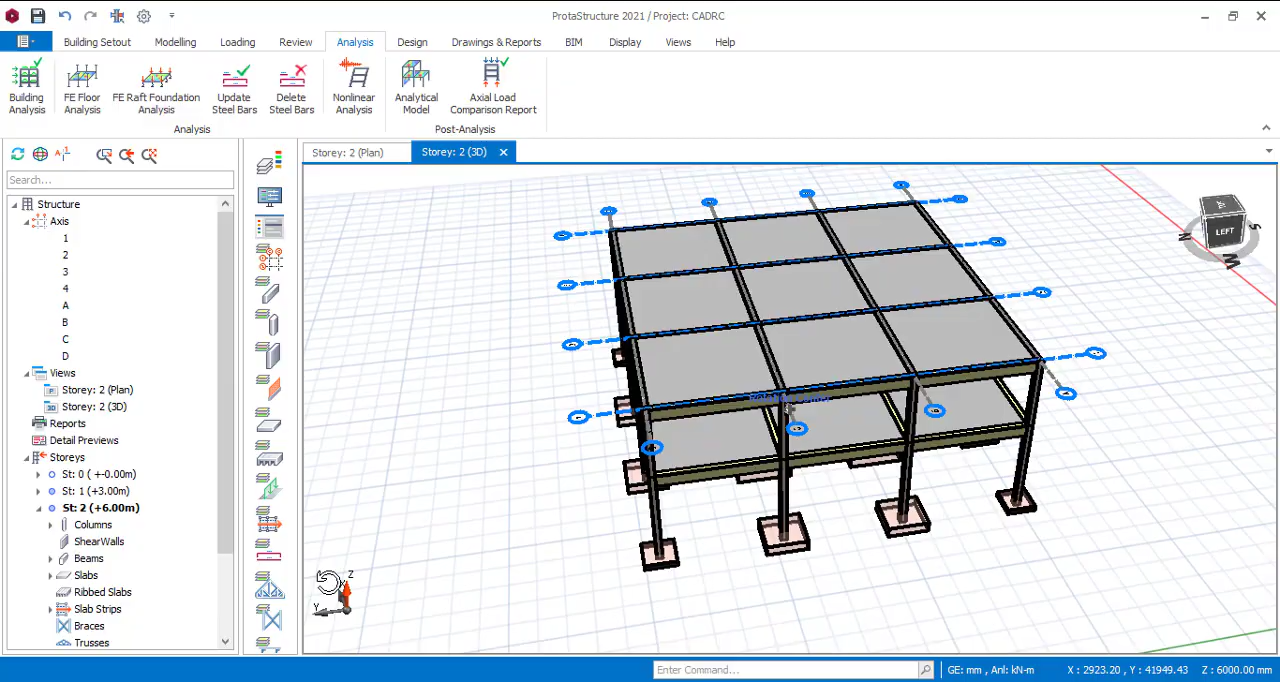 ProtaStructure 2021 / Project: CADRC
Building Setout Modelling Loading Review Analysis Design Drawings & Reports BIM Display Views Help
Building Analysis
FE Floor Analysis
FE Raft Foundation Analysis
Update Steel Bars
Delete Steel Bars
Nonlinear Analysis
Analytical Model
Axial Load Comparison Report
Analysis
Post-Analysis
Storey: 2 (Plan)
Storey: 2 (3D)
Search...
Structure
Axis
1
2
3
4
A
B
C
D
Views
Storey: 2 (Plan)
Storey: 2 (3D)
Reports
Detail Previews
Storeys
St: 0 ( +-0.00m)
St: 1 (+3.00m)
St: 2 (+6.00m)
Columns
ShearWalls
Beams
Slabs
Ribbed Slabs
Slab Strips
Braces
Trusses
LEFT
N
S
Z
Y
Enter Command...
GE: mm , Anl: kN-m
X : 2923.20 , Y : 41949.43 Z : 6000.00 mm